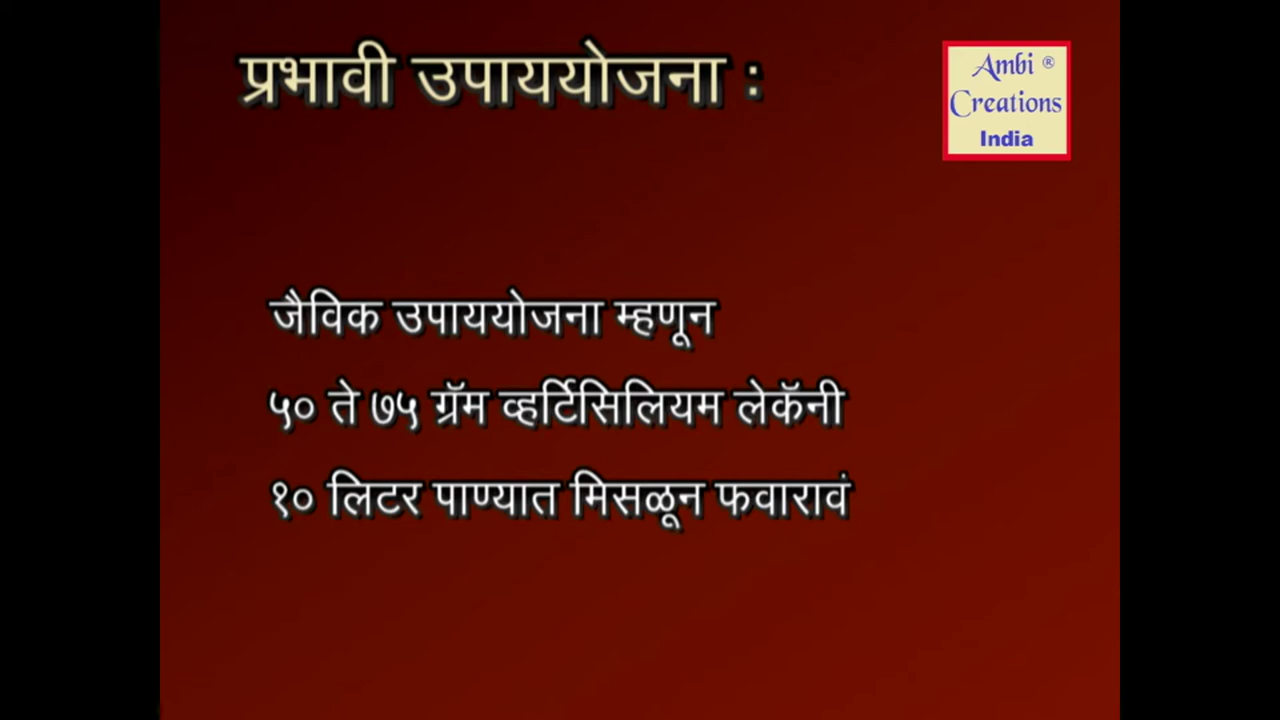 प्रभावी उपाययोजना :
Ambi ®
Creations
India
जैविक उपाययोजना म्हणून
५० ते ७५ ग्रॅम व्हर्टिसिलियम लेकॅनी
१० लिटर पाण्यात मिसळून फवारावं